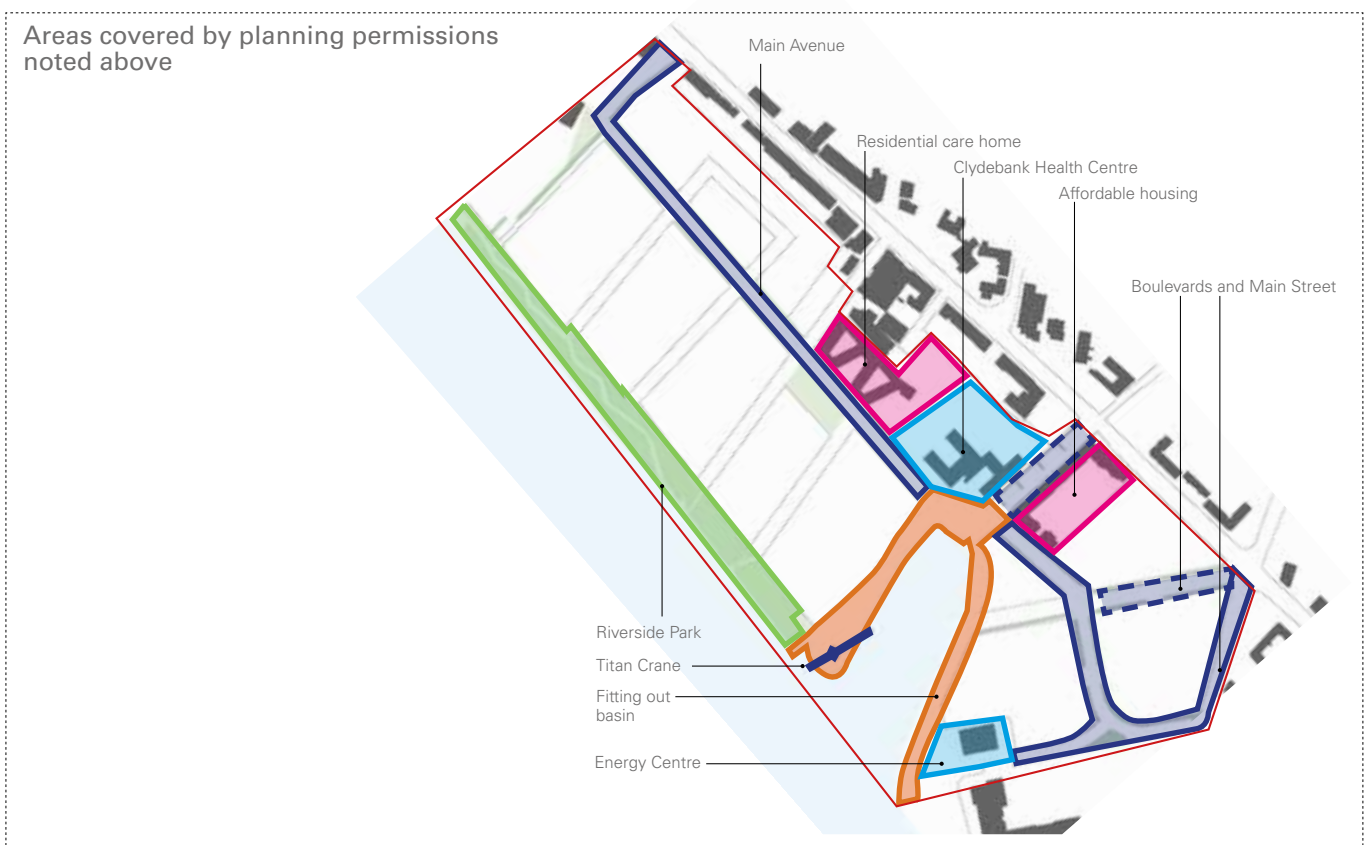 Areas covered by planning permissions
noted above
Main Avenue
Residential care home
Clydebank Health Centre
Affordable housing
Boulevards and Main Street
Riverside Park
Titan Crane
Fitting out
basin
Energy Centre